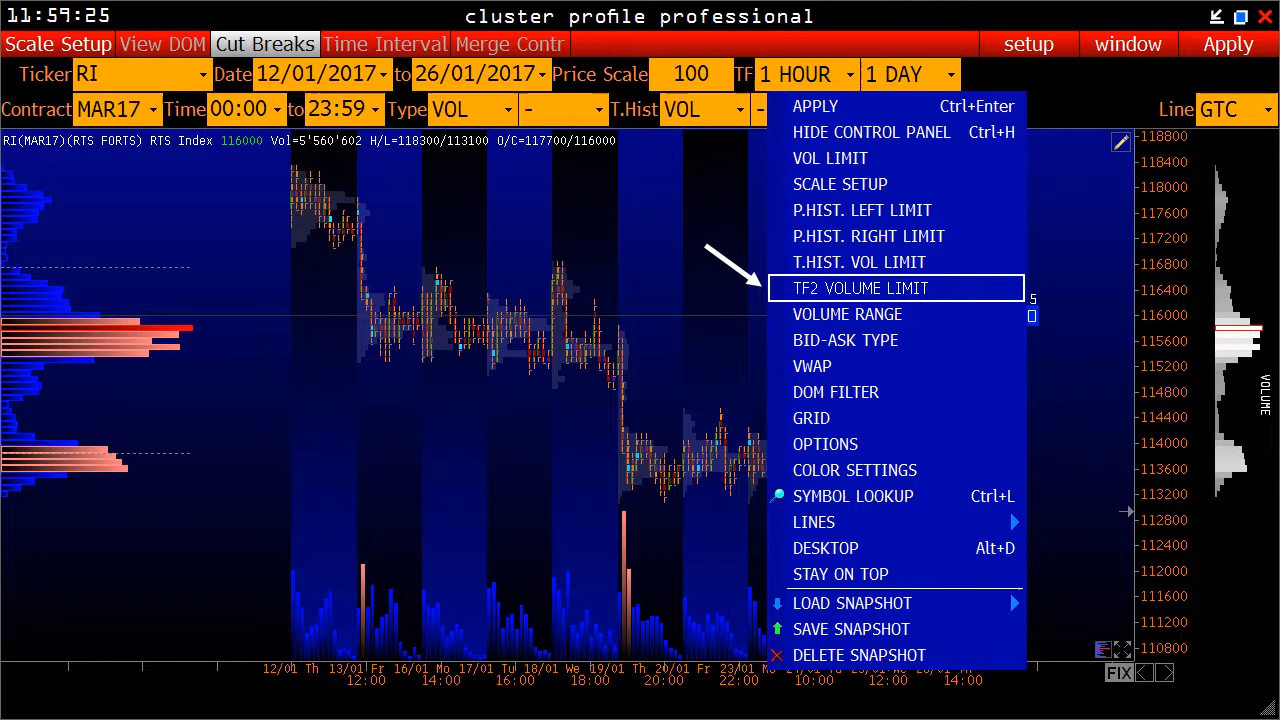 11:59:25 cluster profile professional
Scale Setup View DOM Cut Breaks Time Interval Merge Contr setup window Apply
Ticker RI Date 12/01/2017 to 26/01/2017 Price Scale 100 TF 1 HOUR 1 DAY
Contract MAR17 Time 00:00 to 23:59 Type VOL - T.Hist VOL - Line GTC
RI(MAR17)(RTS FORTS) RTS Index 116000 Vol=5'560'602 H/L=118300/113100 O/C=117700/116000
APPLY Ctrl+Enter
HIDE CONTROL PANEL Ctrl+H
VOL LIMIT
SCALE SETUP
P.HIST. LEFT LIMIT
P.HIST. RIGHT LIMIT
T.HIST. VOL LIMIT
TF2 VOLUME LIMIT
VOLUME RANGE
BID-ASK TYPE
VWAP
DOM FILTER
GRID
OPTIONS
COLOR SETTINGS
SYMBOL LOOKUP Ctrl+L
LINES
DESKTOP Alt+D
STAY ON TOP
LOAD SNAPSHOT
SAVE SNAPSHOT
DELETE SNAPSHOT
5
118800
118400
118000
117600
117200
116800
116400
116000
115600
115200
114800
114400
114000
113600
113200
112800
112400
112000
111600
111200
110800
VOLUME
12/01 Th 13/01 Fr 16/01 Mo 17/01 Tu 18/01 We 19/01 Th 20/01 Fr
12:00 14:00 16:00 18:00 20:00 22:00 10:00 12:00 14:00
FIX